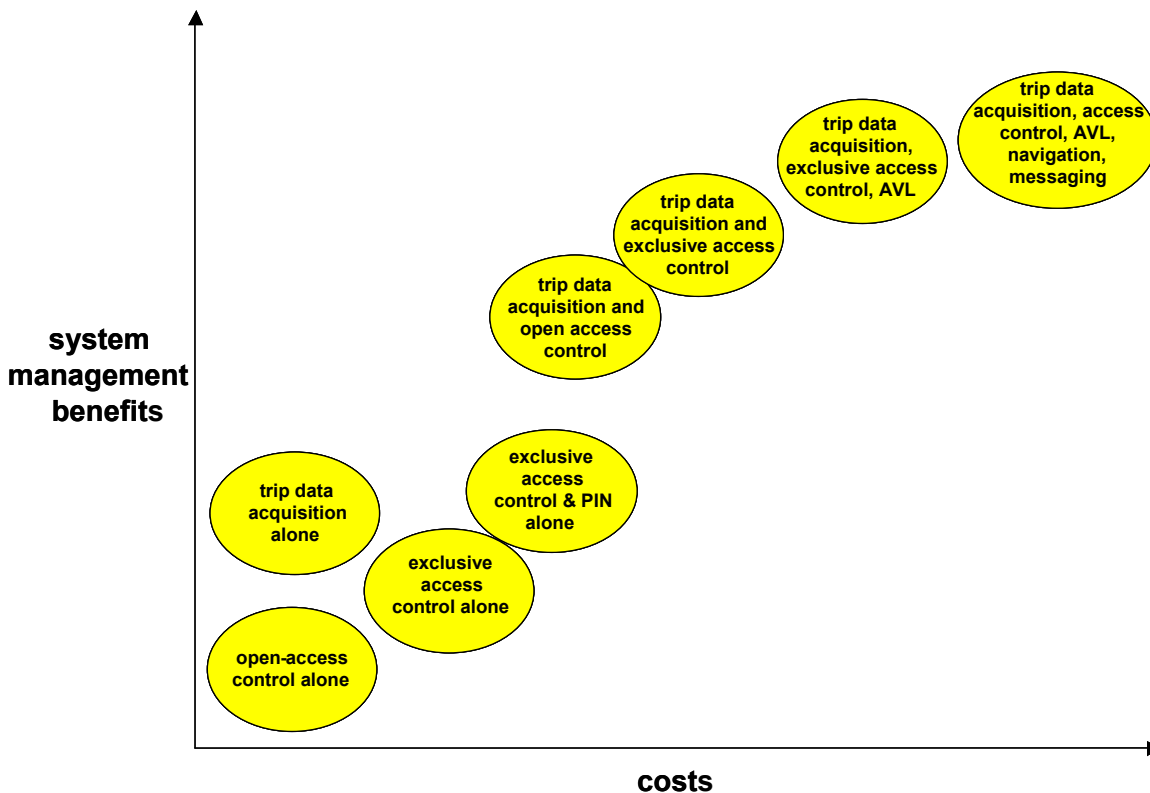 trip data
acquisition, access
control, AVL,
navigation,
messaging
trip data
acquisition,
exclusive access
control, AVL
trip data
acquisition and
exclusive access
control
trip data
acquisition and
open access
control
system
management
benefits
exclusive
access
control & PIN
alone
trip data
acquisition
alone
exclusive
access
control alone
open-access
control alone
costs